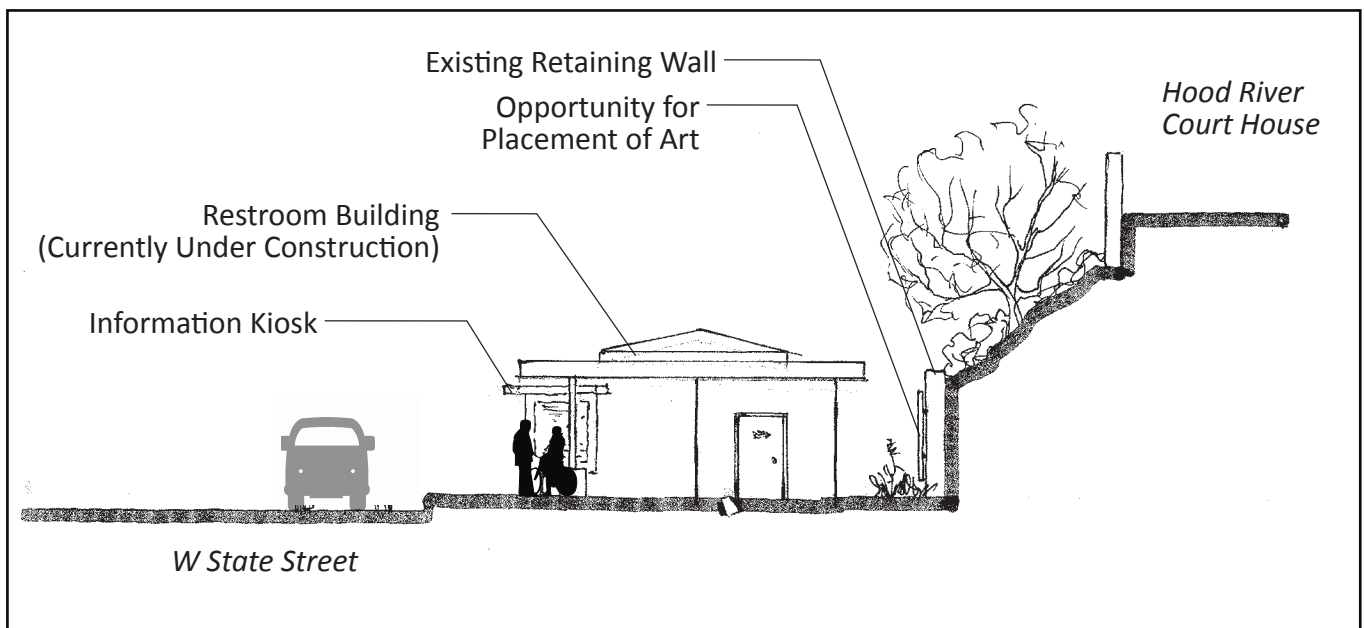 Existing Retaining Wall
Opportunity for
Placement of Art
Hood River
Court House
Restroom Building
(Currently Under Construction)
Information Kiosk
W State Street